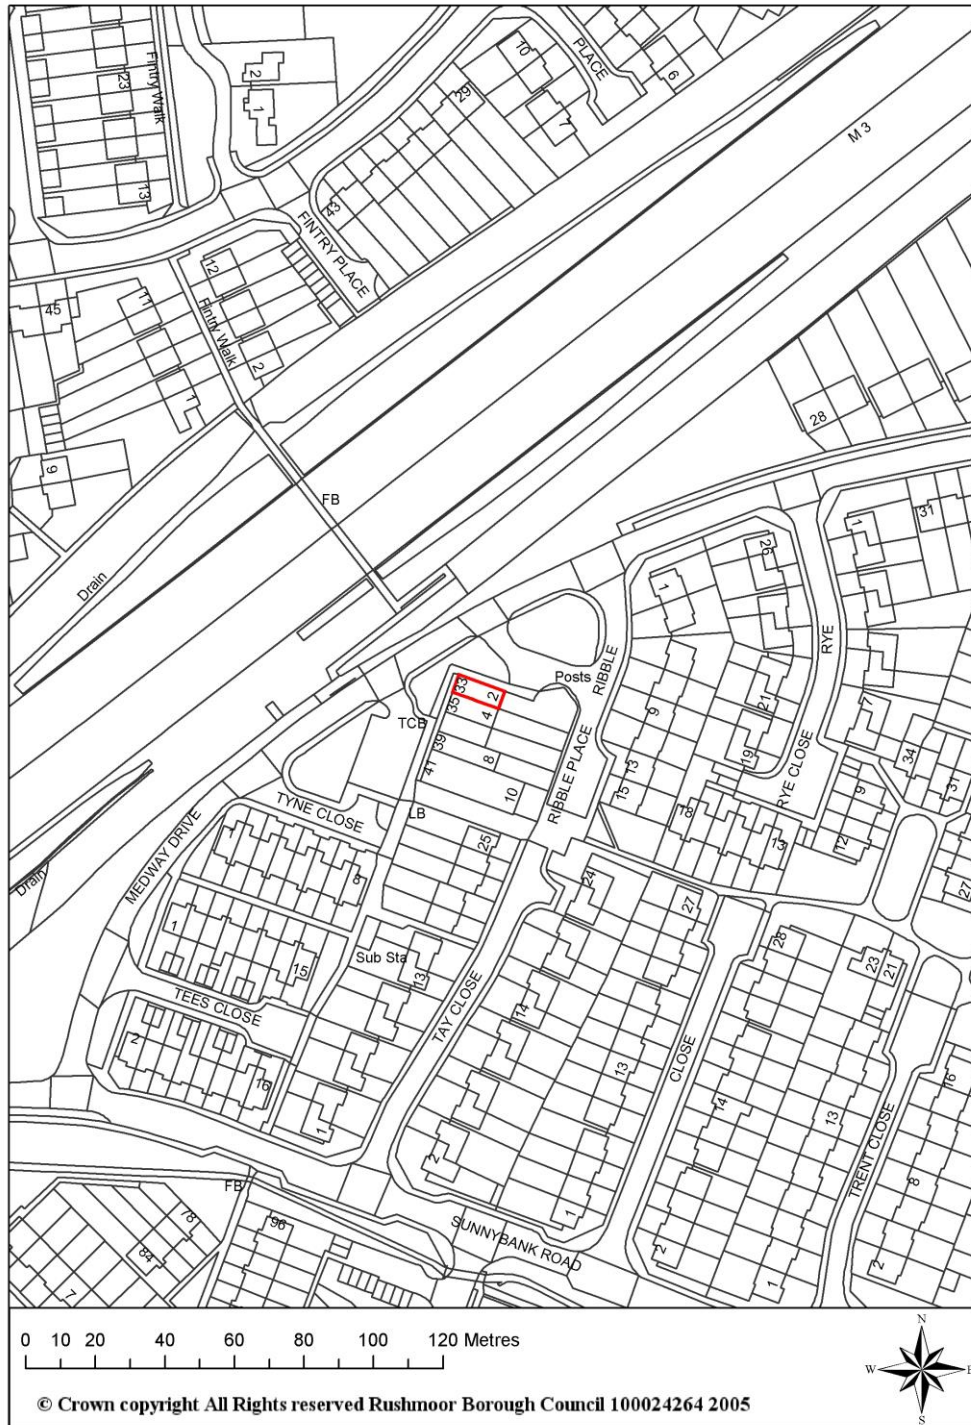 Fintry Walk
23
13
2
1
10
PLACE
6
29
7
43
FINTRY PLACE
M 3
12
11
45
Fintry Walk
2
1
9
28
FB
Drain
1
26
1
31
RIBBLE
RYE
Posts
33
2
35
4
TCB
39
8
41
10
LB
RIBBLE PLACE
9
13
15
21
19
RYE CLOSE
7
34
31
9
12
18
13
27
TYNE CLOSE
MEDWAY DRIVE
Drain
8
25
24
27
1
15
Sub Sta
13
TEES CLOSE
2
16
1
TAY CLOSE
14
13
CLOSE
28
23
21
14
13
16
TRENT CLOSE
8
2
1
2
1
2
SUNNYBANK ROAD
FB
96
78
84
7
0 10 20 40 60 80 100 120 Metres
N
W
E
S
© Crown copyright All Rights reserved Rushmoor Borough Council 100024264 2005